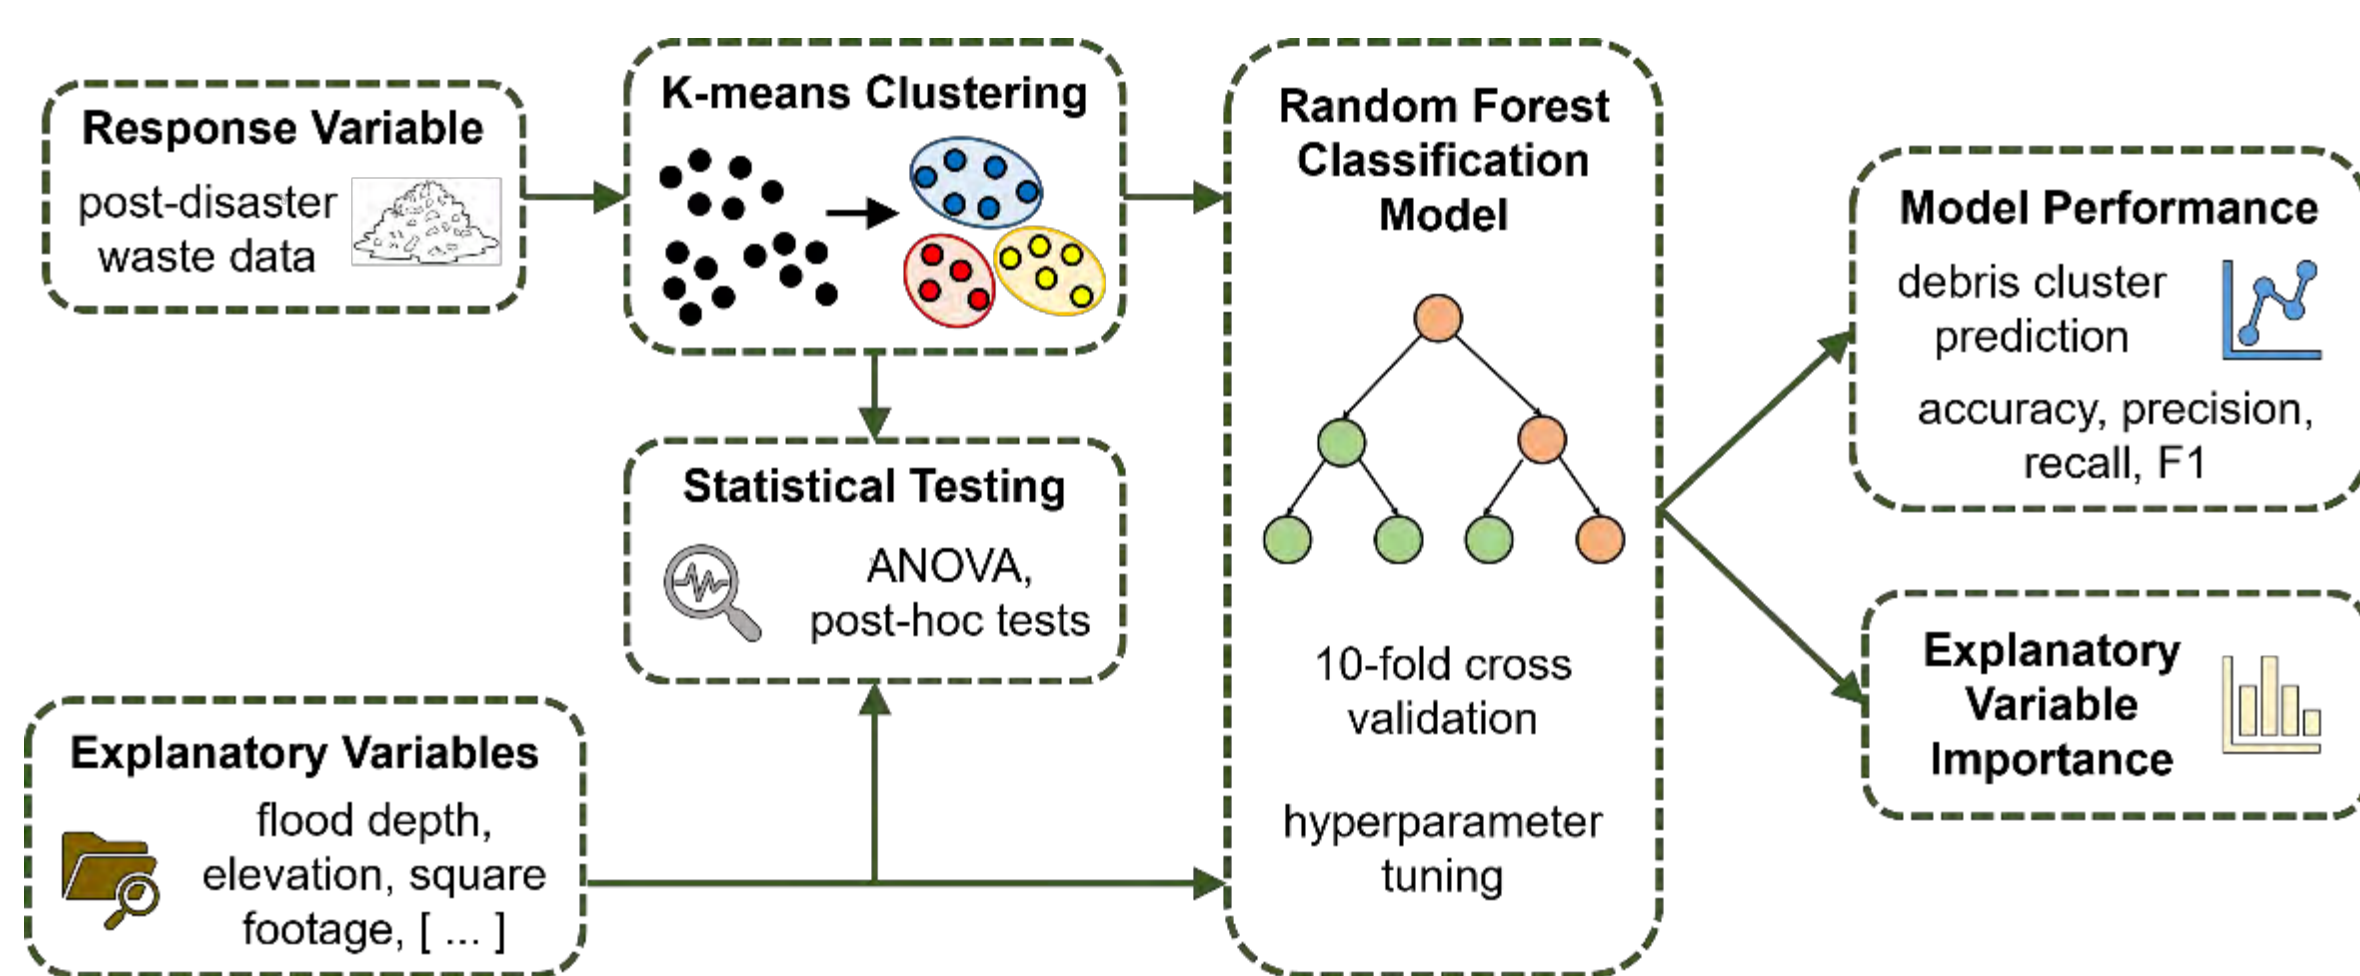 Response Variable
post-disaster
waste data
K-means Clustering
Statistical Testing
ANOVA,
post-hoc tests
Explanatory Variables
flood depth,
elevation, square
footage, [ ... ]
Random Forest
Classification
Model
10-fold cross
validation
hyperparameter
tuning
Model Performance
debris cluster
prediction
accuracy, precision,
recall, F1
Explanatory
Variable
Importance